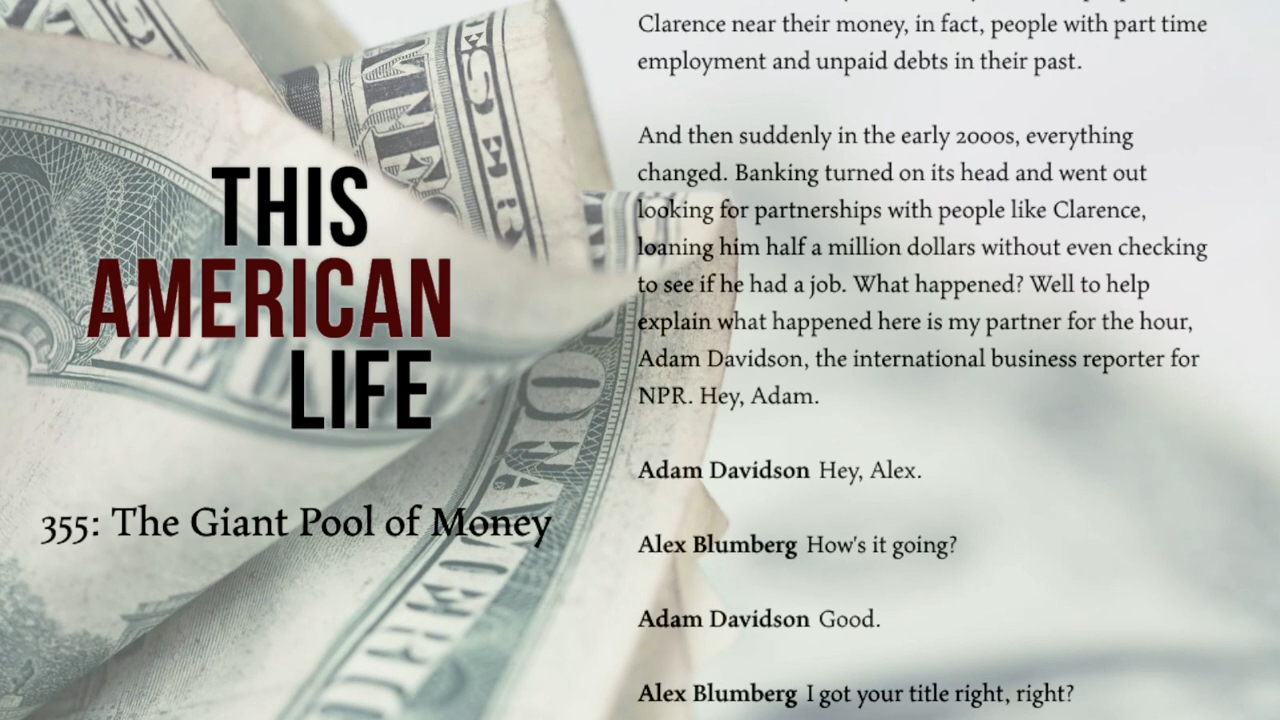 THIS
AMERICAN
LIFE
355: The Giant Pool of Money
Clarence near their money, in fact, people with part time
employment and unpaid debts in their past.
And then suddenly in the early 2000s, everything
changed. Banking turned on its head and went out
looking for partnerships with people like Clarence,
loaning him half a million dollars without even checking
to see if he had a job. What happened? Well to help
explain what happened here is my partner for the hour,
Adam Davidson, the international business reporter for
NPR. Hey, Adam.
Adam Davidson Hey, Alex.
Alex Blumberg How's it going?
Adam Davidson Good.
Alex Blumberg I got your title right, right?